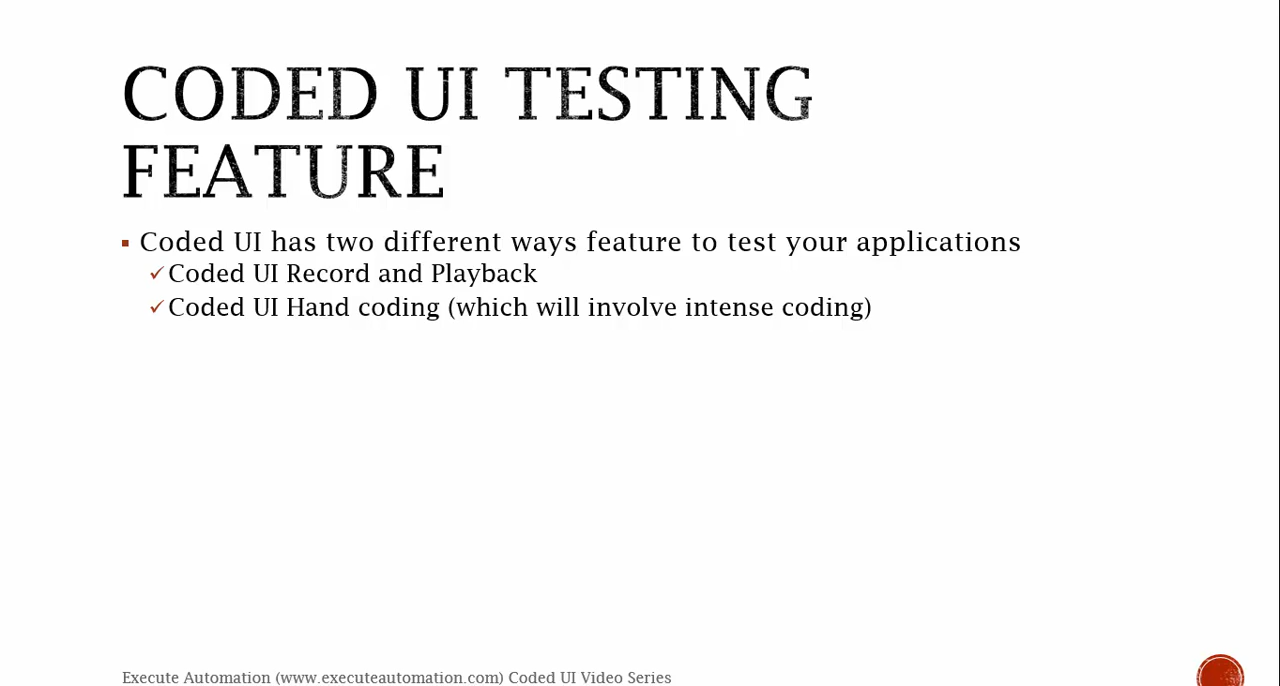 CODED UI TESTING
FEATURE
Coded UI has two different ways feature to test your applications
Coded UI Record and Playback
Coded UI Hand coding (which will involve intense coding)
Execute Automation (www.executeautomation.com) Coded UI Video Series